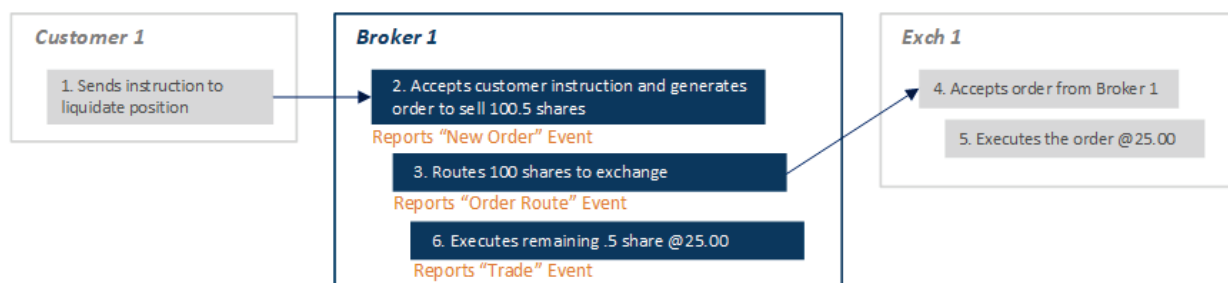 Customer 1
1. Sends instruction to
liquidate position
Broker 1
2. Accepts customer instruction and generates
order to sell 100.5 shares
Reports “New Order” Event
3. Routes 100 shares to exchange
Reports “Order Route” Event
6. Executes remaining .5 share @25.00
Reports “Trade” Event
Exch 1
4. Accepts order from Broker 1
5. Executes the order @25.00